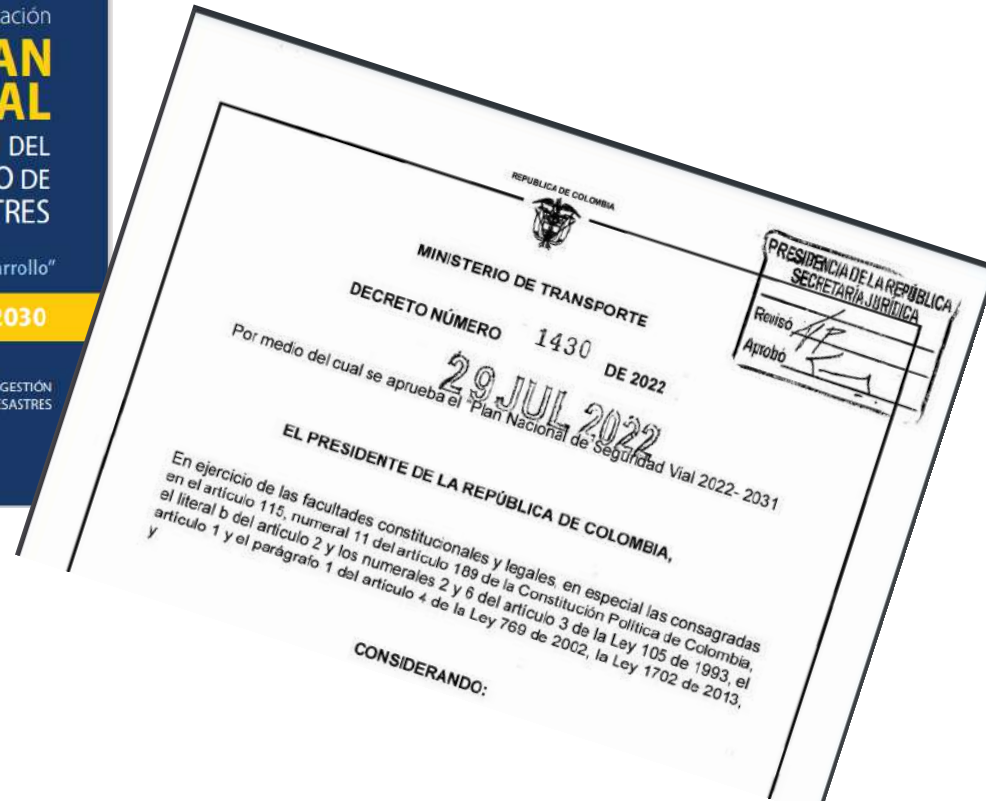 ación
AN
AL
DEL
O DE
TRES
rrollo”
2030
GESTIÓN
ESASTRES
REPUBLICA DE COLOMBIA
MINISTERIO DE TRANSPORTE
DECRETO NÚMERO 1430 DE 2022
29 JUL 2022
Por medio del cual se aprueba el “Plan Nacional de Seguridad Vial 2022- 2031
EL PRESIDENTE DE LA REPÚBLICA DE COLOMBIA,
En ejercicio de las facultades constitucionales y legales, en especial las consagradas
en el artículo 115, numeral 11 del artículo 189 de la Constitución Política de Colombia,
el literal b del artículo 2 y los numerales 2 y 6 del artículo 3 de la Ley 105 de 1993, el
artículo 1 y el parágrafo 1 del artículo 4 de la Ley 769 de 2002, la Ley 1702 de 2013,
y
CONSIDERANDO:
PRESIDENCIA DE LA REPÚBLICA
SECRETARÍA JURÍDICA
Revisó
Aprobó